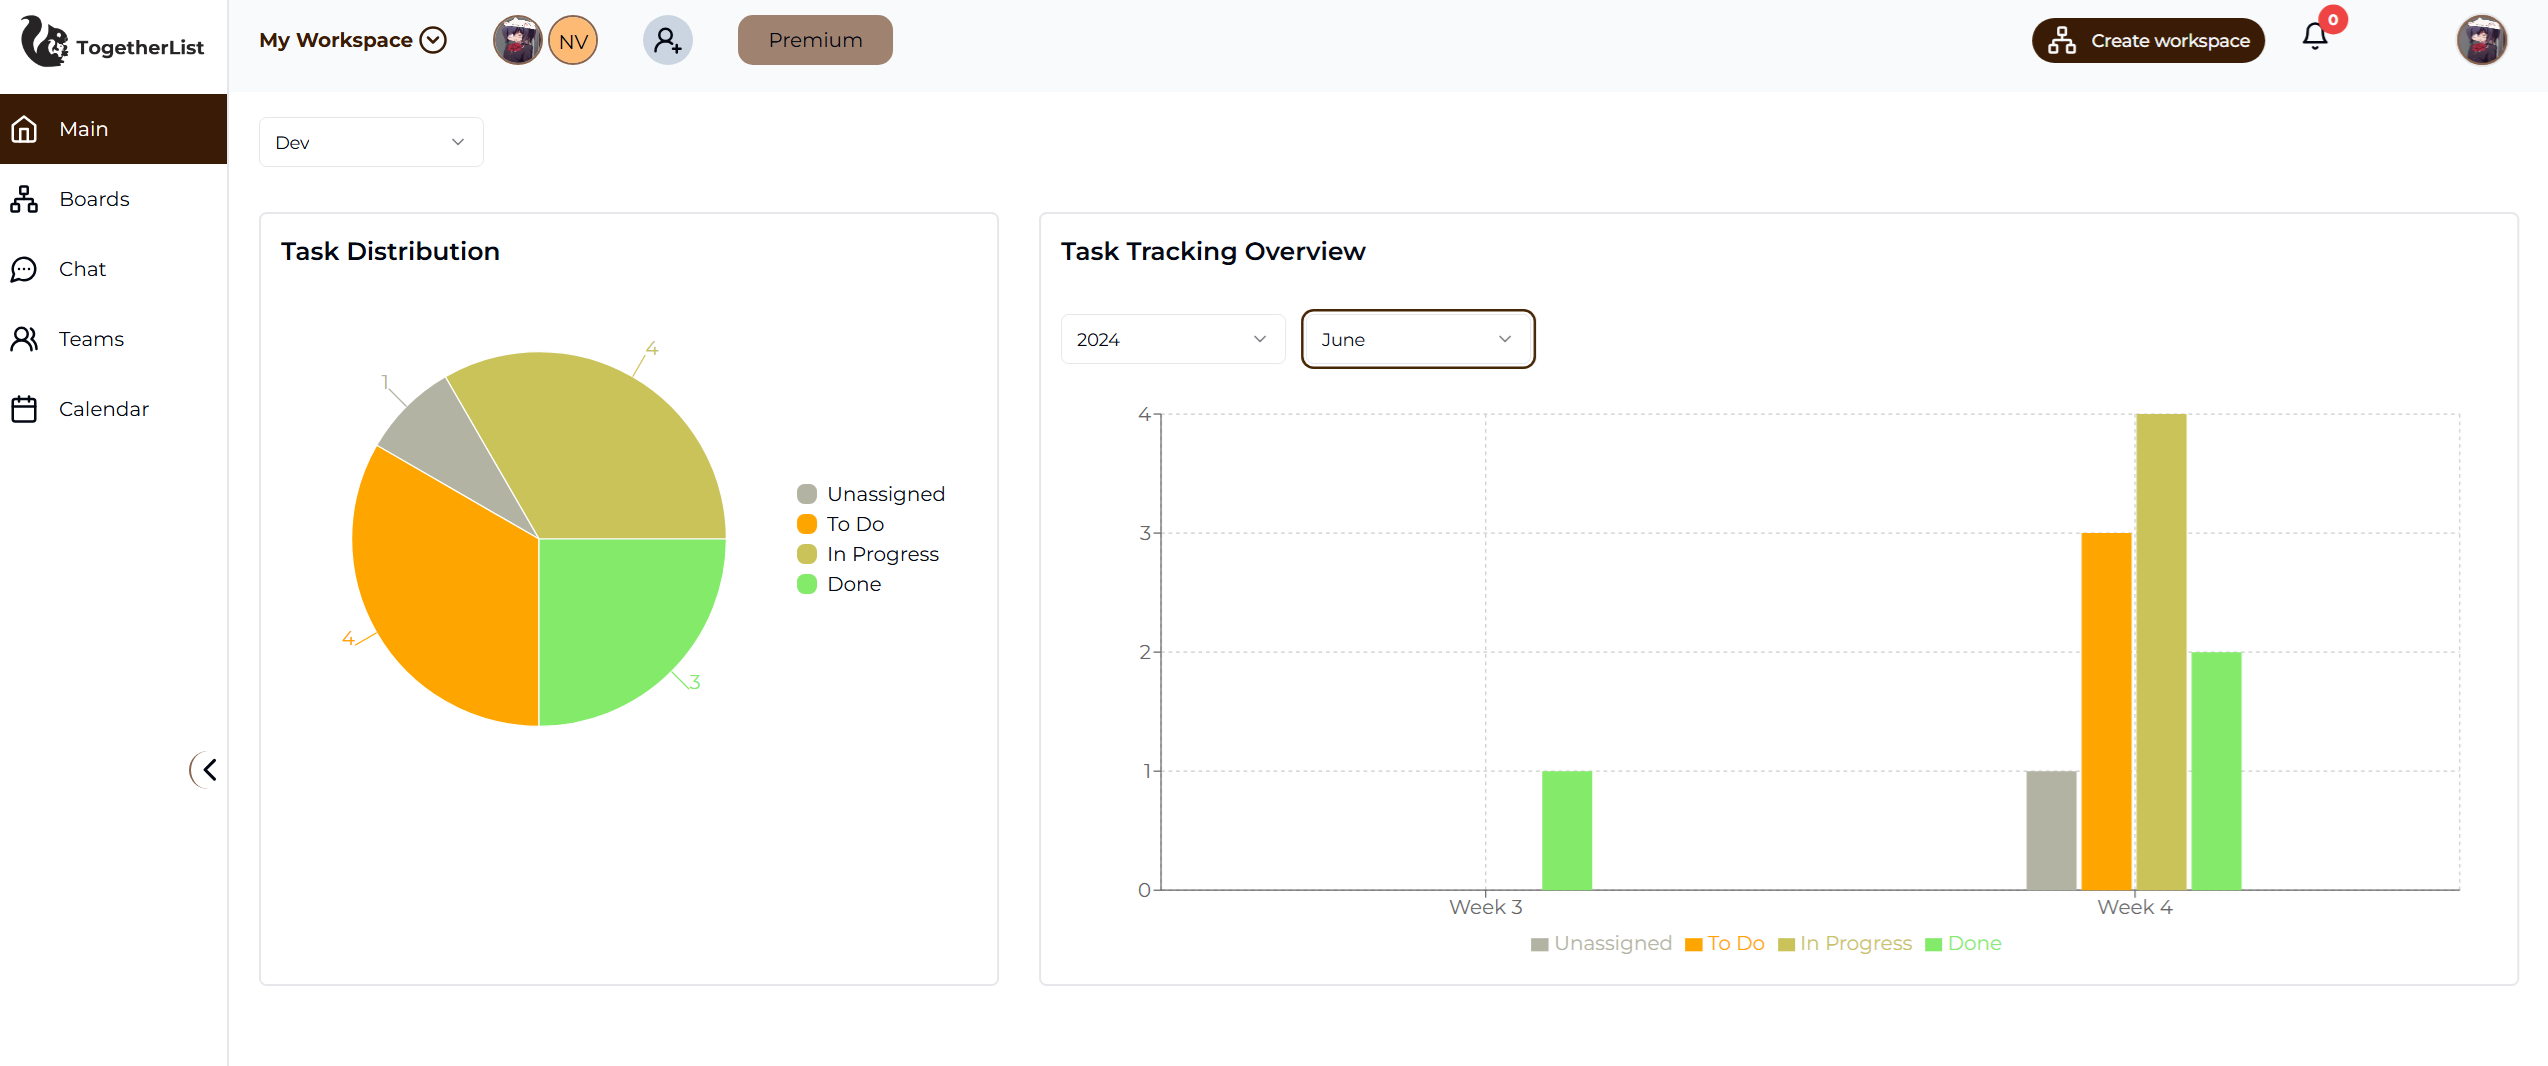 TogetherList
My Workspace
NV
Premium
Create workspace
0
Main
Boards
Chat
Teams
Calendar
Dev
Task Distribution
4
1
4
3
Unassigned
To Do
In Progress
Done
Task Tracking Overview
2024
June
4
3
2
1
0
Week 3 Week 4
Unassigned To Do In Progress Done